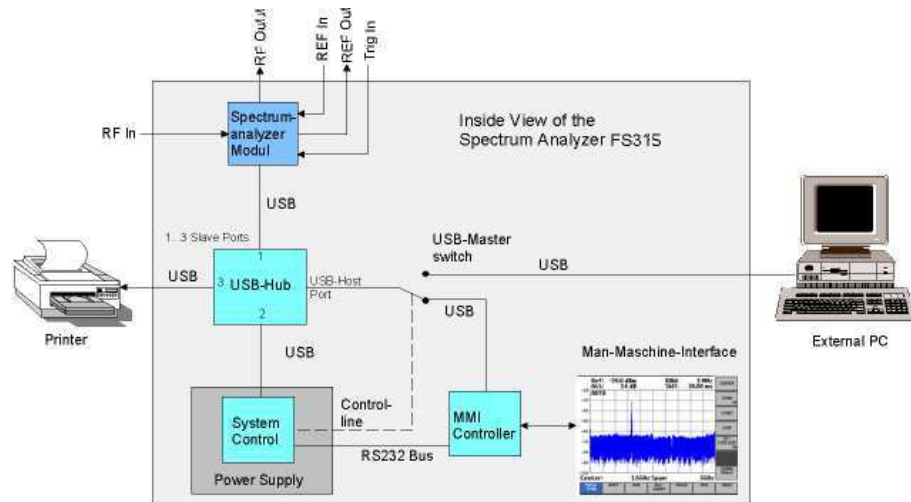 RF Output
REF In
REF Out
Trig In
RF In
Spectrum-
analyzer
Modul
Inside View of the
Spectrum Analyzer FS315
USB
1..3 Slave Ports
1
3
USB-Hub
2
USB-Host
Port
USB
Printer
USB-Master
switch
USB
USB
External PC
USB
Man-Maschine-Interface
Control-
line
System
Control
Power Supply
RS232 Bus
MMI
Controller